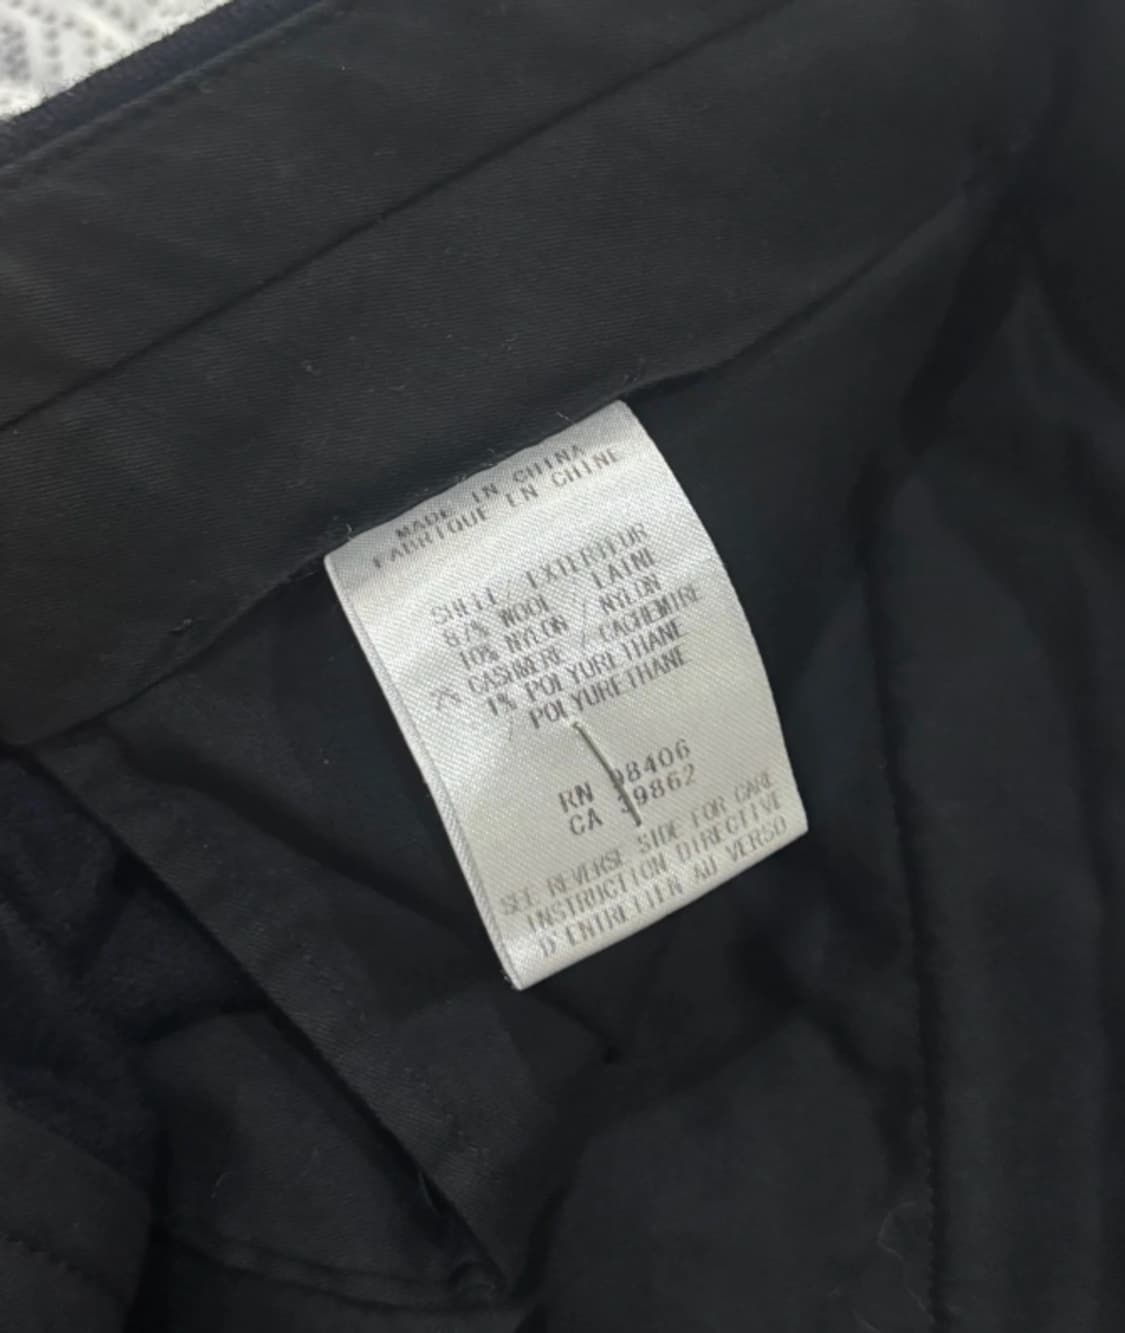 MADE IN CHINA
FABRIQUE EN CHINE
SHELL / EXTERIEUR
87% WOOL / LAINE
10% NYLON / NYLON
2% CASHMERE / CACHEMIRE
1% POLYURETHANE
/ POLYURETHANE
RN 98406
CA 39862
SEE REVERSE SIDE FOR CARE
INSTRUCTION DIRECTIVE
D'ENTRETIEN AU VERSO